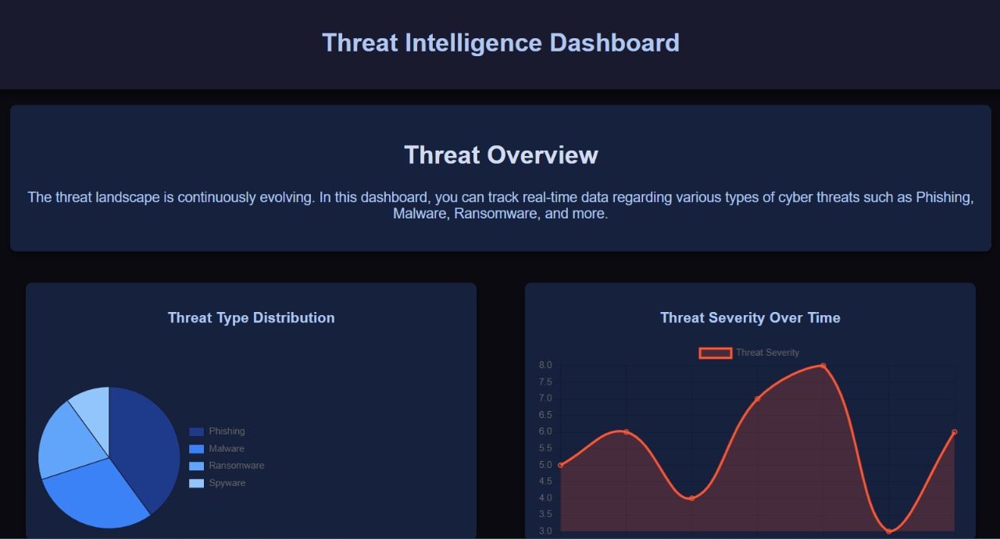 Threat Intelligence Dashboard
Threat Overview
The threat landscape is continuously evolving. In this dashboard, you can track real-time data regarding various types of cyber threats such as Phishing,
Malware, Ransomware, and more.
Threat Type Distribution
Phishing
Malware
Ransomware
Spyware
Threat Severity Over Time
Threat Severity
8.0
7.5
7.0
6.5
6.0
5.5
5.0
4.5
4.0
3.5
3.0